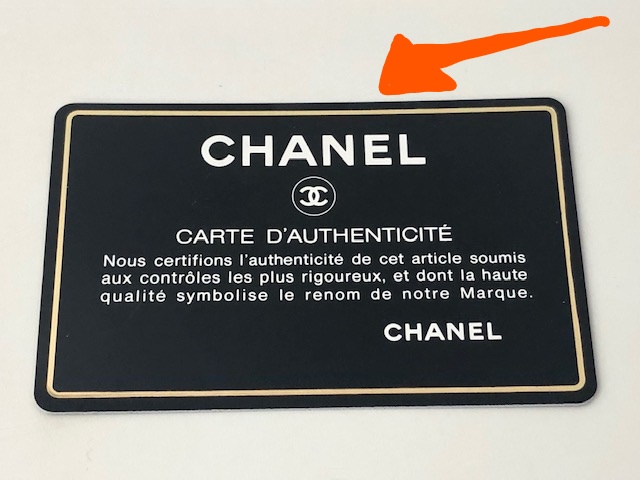 CHANEL
CARTE D'AUTHENTICITÉ
Nous certifions l'authenticité de cet article soumis
aux contrôles les plus rigoureux, et dont la haute
qualité symbolise le renom de notre Marque.
CHANEL